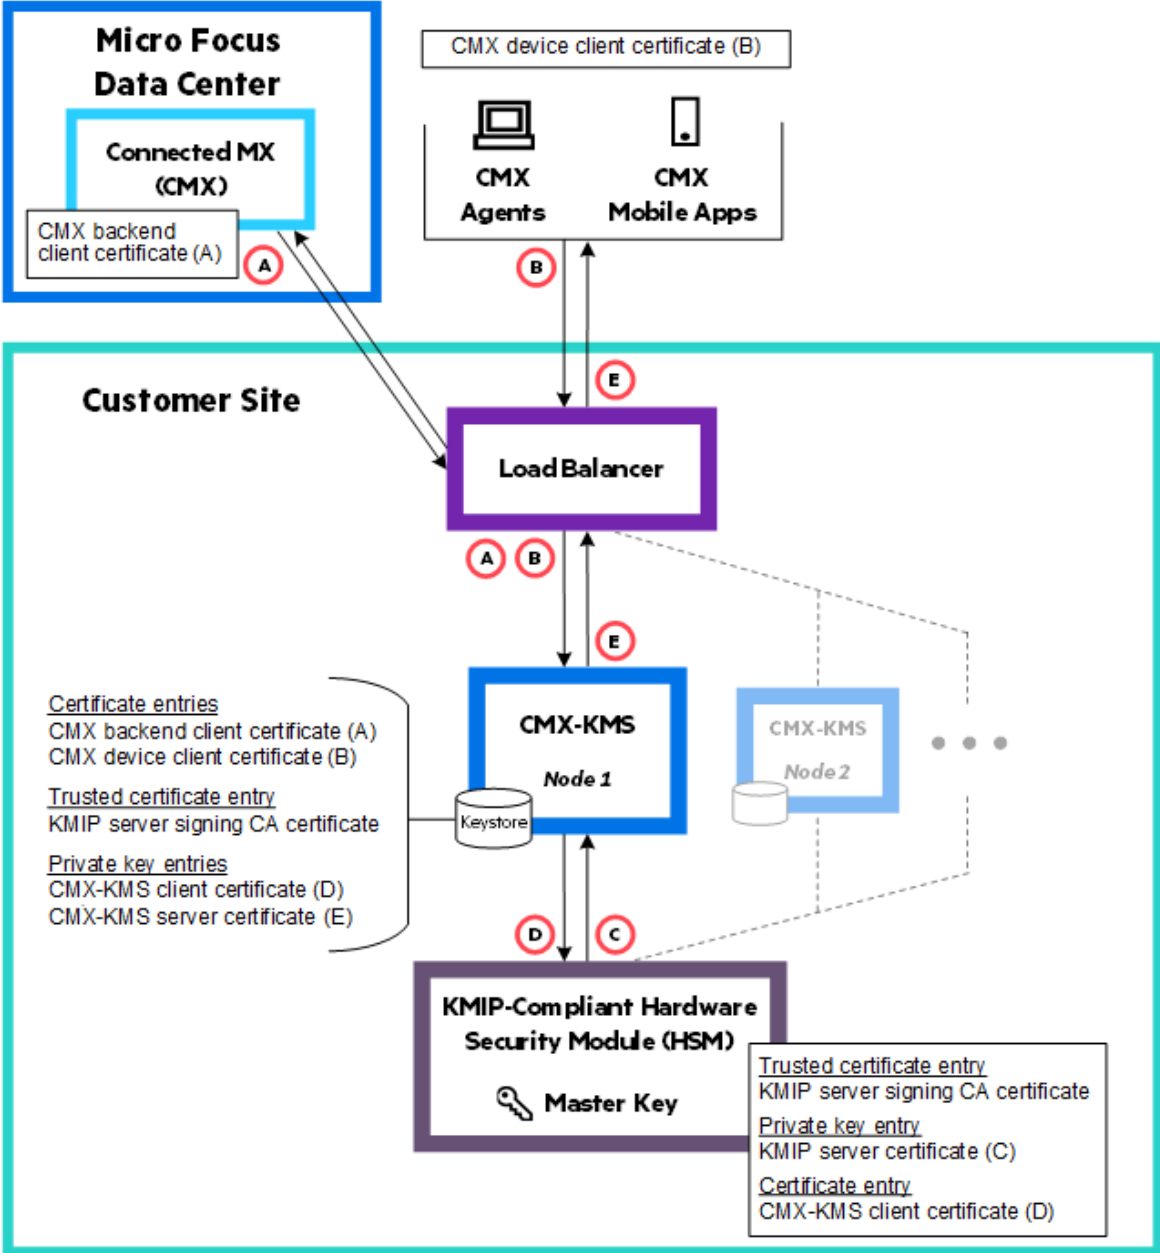 Micro Focus
Data Center
Connected MX
(CMX)
CMX backend
client certificate (A)
A
CMX device client certificate (B)
CMX
Agents
CMX
Mobile Apps
B
E
Customer Site
Load Balancer
A B
E
CMX-KMS
Node 1
Keystore
CMX-KMS
Node 2
Certificate entries
CMX backend client certificate (A)
CMX device client certificate (B)
Trusted certificate entry
KMIP server signing CA certificate
Private key entries
CMX-KMS client certificate (D)
CMX-KMS server certificate (E)
D C
KMIP-Compliant Hardware
Security Module (HSM)
Master Key
Trusted certificate entry
KMIP server signing CA certificate
Private key entry
KMIP server certificate (C)
Certificate entry
CMX-KMS client certificate (D)